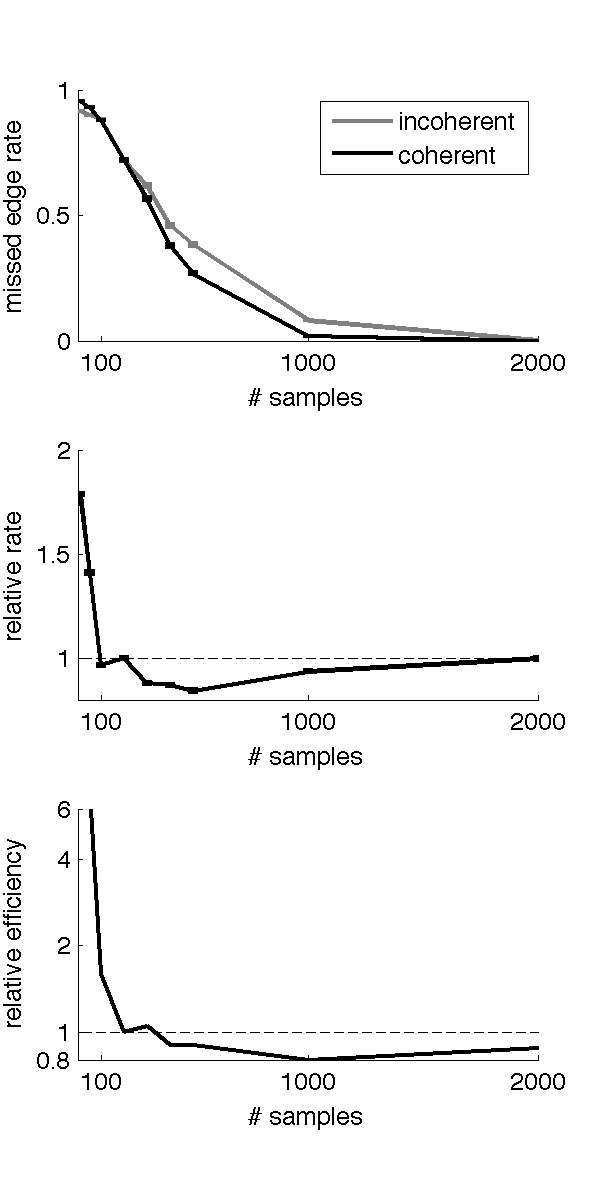 1
incoherent
coherent
missed edge rate
0.5
0
100
1000
2000
# samples
2
1.5
relative rate
1
100
1000
2000
# samples
6
4
relative efficiency
2
1
0.8
100
1000
2000
# samples